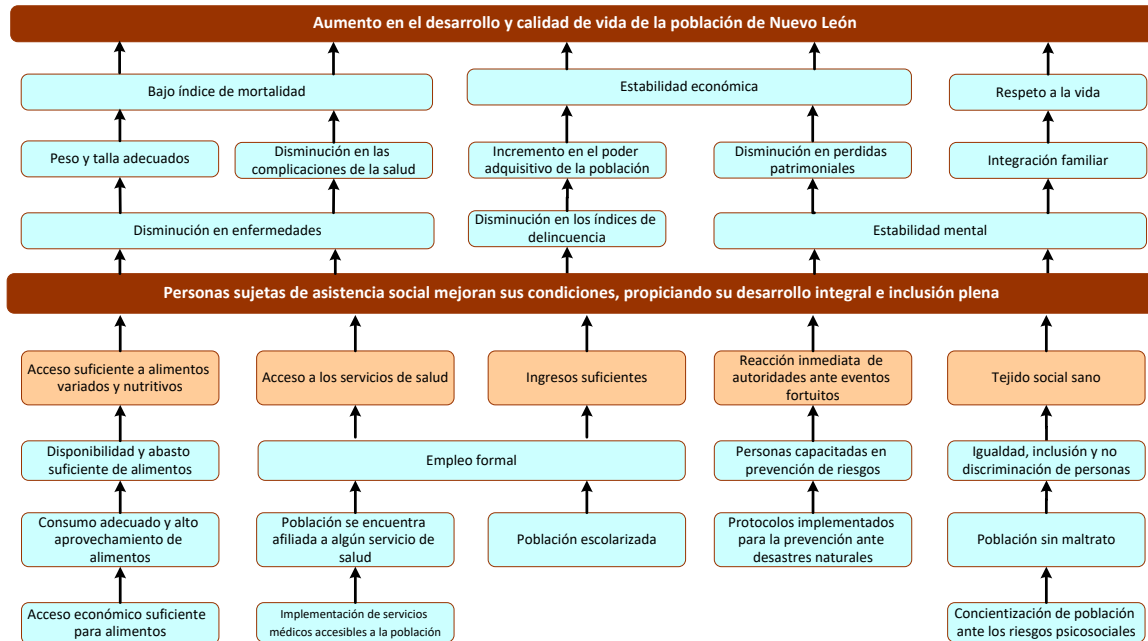 Aumento en el desarrollo y calidad de vida de la población de Nuevo León
Bajo índice de mortalidad
Estabilidad económica
Respeto a la vida
Peso y talla adecuados
Disminución en las
complicaciones de la salud
Incremento en el poder
adquisitivo de la población
Disminución en perdidas
patrimoniales
Integración familiar
Disminución en enfermedades
Disminución en los índices de
delincuencia
Estabilidad mental
Personas sujetas de asistencia social mejoran sus condiciones, propiciando su desarrollo integral e inclusión plena
Acceso suficiente a alimentos
variados y nutritivos
Acceso a los servicios de salud
Ingresos suficientes
Reacción inmediata de
autoridades ante eventos
fortuitos
Tejido social sano
Disponibilidad y abasto
suficiente de alimentos
Empleo formal
Personas capacitadas en
prevención de riesgos
Igualdad, inclusión y no
discriminación de personas
Consumo adecuado y alto
aprovechamiento de
alimentos
Población se encuentra
afiliada a algún servicio de
salud
Población escolarizada
Protocolos implementados
para la prevención ante
desastres naturales
Población sin maltrato
Acceso económico suficiente
para alimentos
Implementación de servicios
médicos accesibles a la población
Concientización de población
ante los riesgos psicosociales